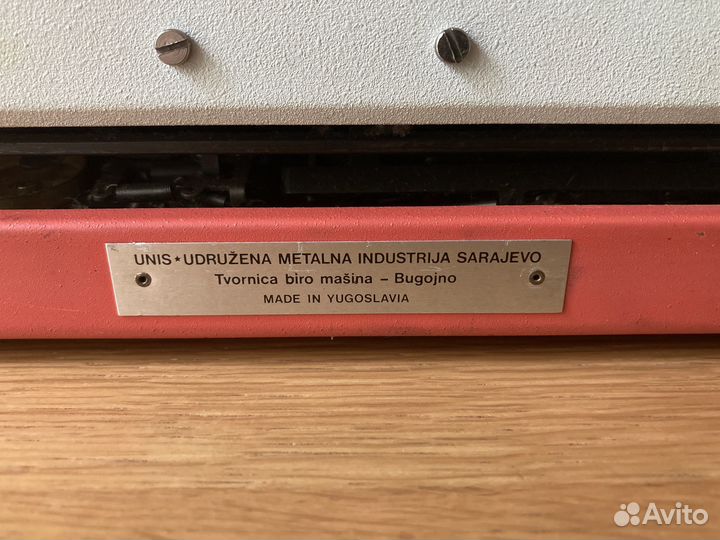 UNIS★UDRUŽENA METALNA INDUSTRIJA SARAJEVO
Tvornica biro mašina – Bugojno
MADE IN YUGOSLAVIA
Avito